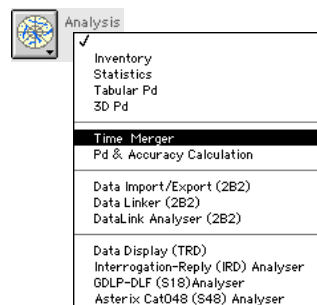 Analysis
Inventory
Statistics
Tabular Pd
3D Pd
Time Merger
Pd & Accuracy Calculation
Data Import/Export (2B2)
Data Linker (2B2)
DataLink Analyser (2B2)
Data Display (TRD)
Interrogation-Reply (IRD) Analyser
GDLP-DLF (S18)Analyser
Asterix Cat048 (S48) Analyser